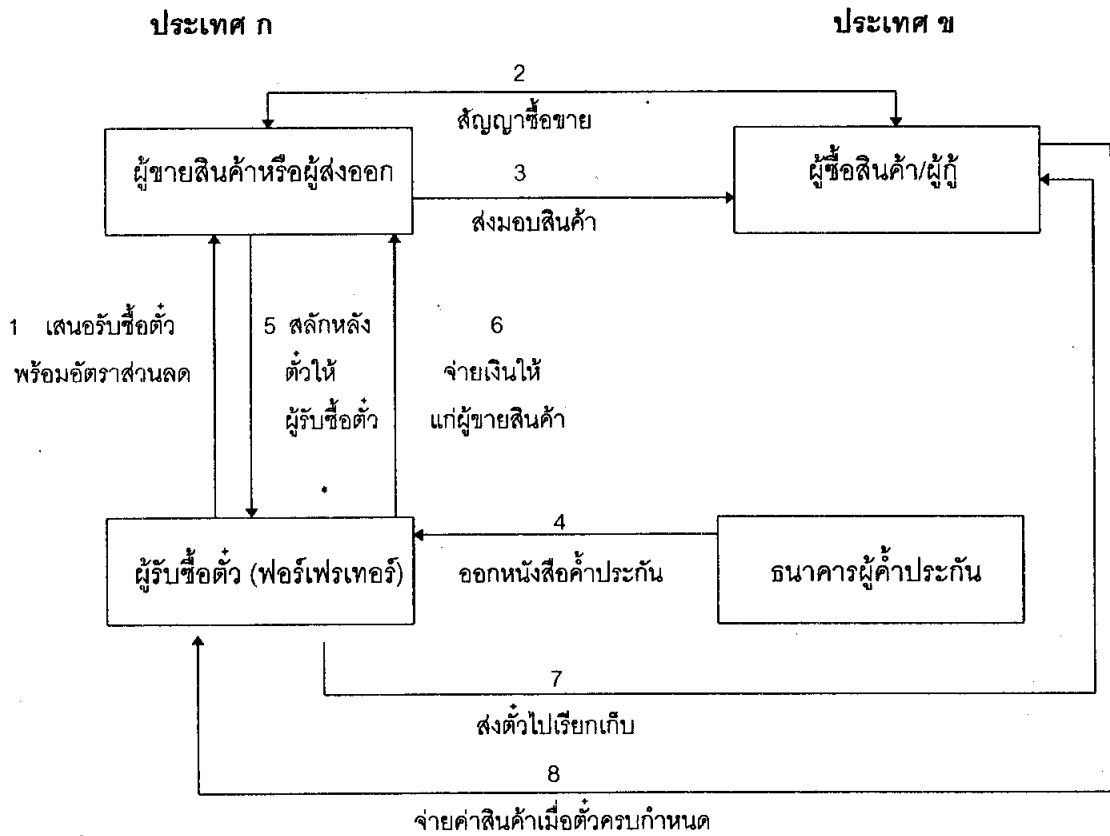 ประเทศ ก
ประเทศ ข
2
สัญญาซื้อขาย
ผู้ขายสินค้าหรือผู้ส่งออก
ผู้ซื้อสินค้า/ผู้กู้
3
ส่งมอบสินค้า
1 เสนอรับซื้อตั๋ว
พร้อมอัตราส่วนลด
5 สลักหลัง
ตั๋วให้
ผู้รับซื้อตั๋ว
6
จ่ายเงินให้
แก่ผู้ขายสินค้า
ผู้รับซื้อตั๋ว (ฟอร์เฟรเทอร์)
4
ออกหนังสือค้ำประกัน
ธนาคารผู้ค้ำประกัน
7
ส่งตั๋วไปเรียกเก็บ
8
จ่ายค่าสินค้าเมื่อตั๋วครบกำหนด